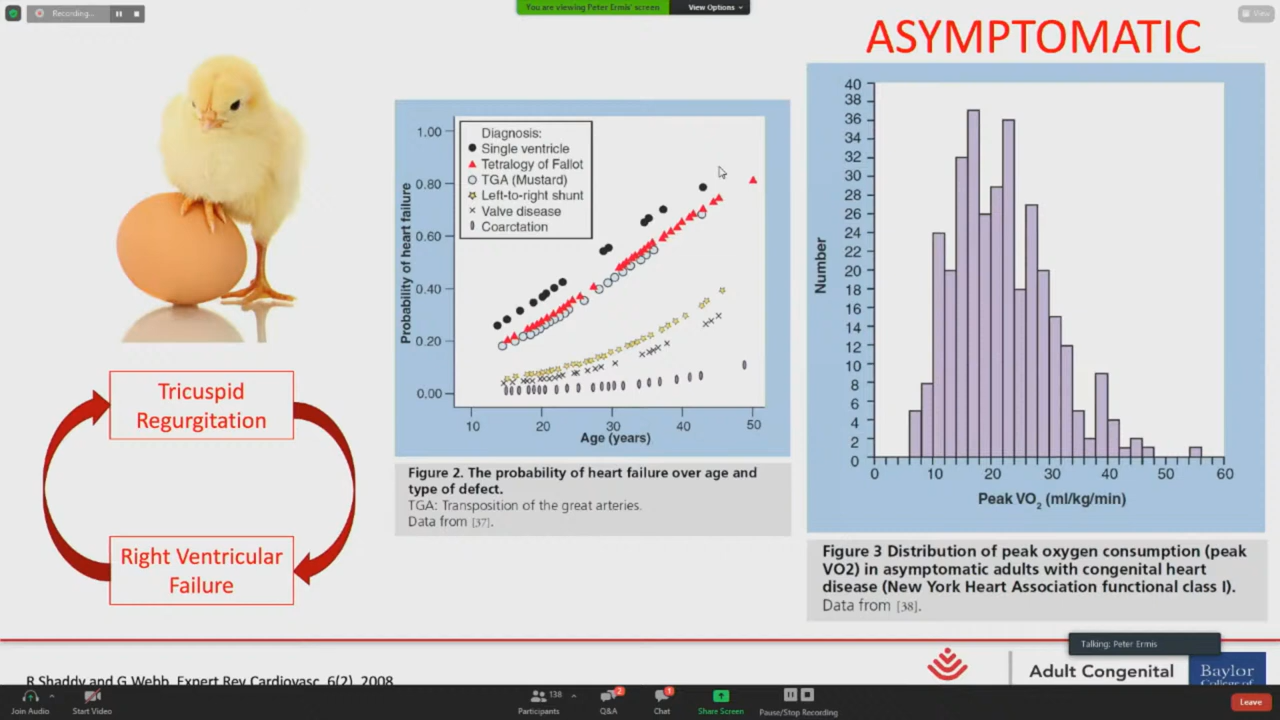 Recording...
You are viewing Peter Ermis' screen
View Options
View
ASYMPTOMATIC
Tricuspid
Regurgitation
Right Ventricular
Failure
1.00
0.80
0.60
0.40
0.20
0.00
Probability of heart failure
Diagnosis:
Single ventricle
Tetralogy of Fallot
TGA (Mustard)
Left-to-right shunt
Valve disease
Coarctation
10 20 30 40 50
Age (years)
Figure 2. The probability of heart failure over age and
type of defect.
TGA: Transposition of the great arteries.
Data from [37].
40
38
36
34
32
30
28
26
24
22
20
18
16
14
12
10
8
6
4
2
0
Number
0 10 20 30 40 50 60
Peak VO2 (ml/kg/min)
Figure 3 Distribution of peak oxygen consumption (peak
VO2) in asymptomatic adults with congenital heart
disease (New York Heart Association functional class I).
Data from [38].
Talking: Peter Ermis
R Shaddy and G Webb, Expert Rev Cardiovasc, 6(2), 2008
Adult Congenital
Baylor
College of
Join Audio
Start Video
138
Participants
2
Q&A
1
Chat
Share Screen
Pause/Stop Recording
Leave